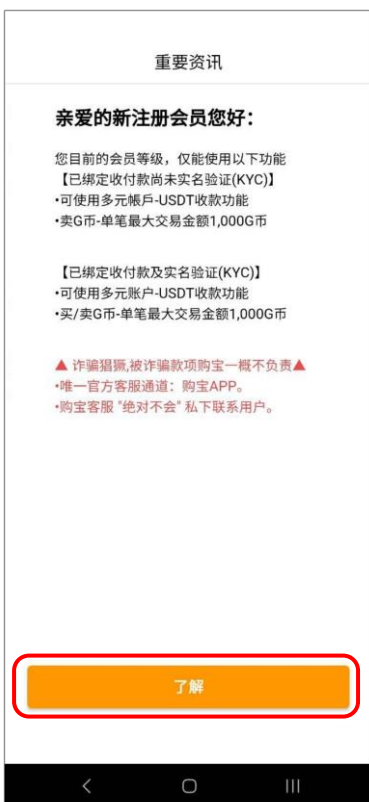 重要资讯
亲爱的新注册会员您好：
您目前的会员等级，仅能使用以下功能
【已绑定收付款尚未实名验证(KYC)】
•可使用多元帳戶-USDT收款功能
•卖G币-单笔最大交易金额1,000G币
【已绑定收付款及实名验证(KYC)】
•可使用多元账户-USDT收款功能
•买/卖G币-单笔最大交易金额1,000G币
▲ 诈骗猖獗,被诈骗款项购宝一概不负责▲
•唯一官方客服通道：购宝APP。
•购宝客服 "绝对不会" 私下联系用户。
了解